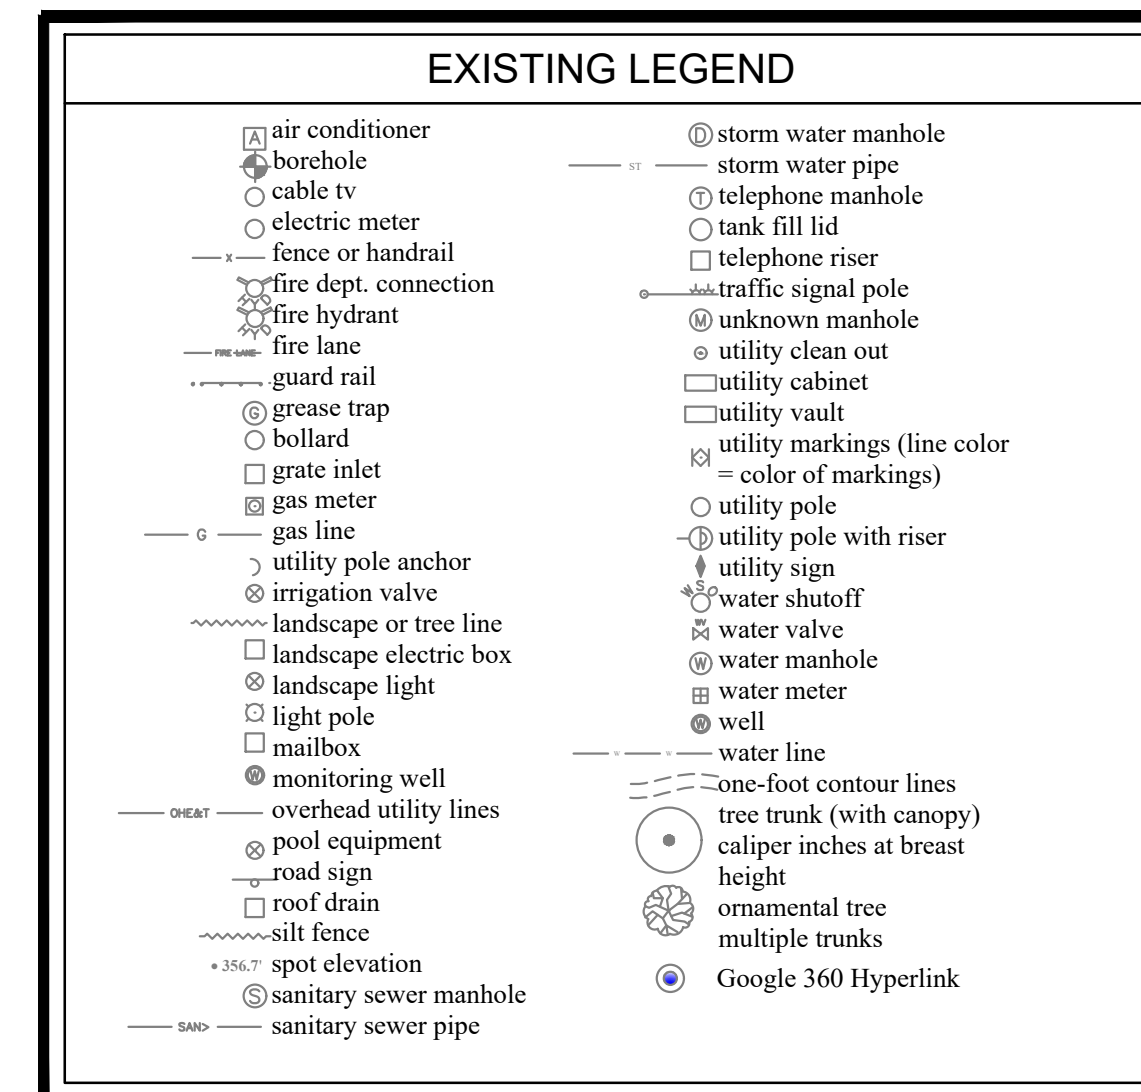 EXISTING LEGEND
A air conditioner
borehole
cable tv
electric meter
x fence or handrail
fire dept. connection
HYD
fire hydrant
HYD
FIRE LANE fire lane
guard rail
G grease trap
bollard
grate inlet
gas meter
G gas line
utility pole anchor
irrigation valve
landscape or tree line
landscape electric box
landscape light
light pole
mailbox
W monitoring well
OHE&T overhead utility lines
pool equipment
road sign
roof drain
silt fence
356.7' spot elevation
S sanitary sewer manhole
SAN> sanitary sewer pipe
D storm water manhole
ST storm water pipe
T telephone manhole
tank fill lid
telephone riser
traffic signal pole
M unknown manhole
utility clean out
utility cabinet
utility vault
utility markings (line color
= color of markings)
utility pole
utility pole with riser
utility sign
WSO water shutoff
WV water valve
W water manhole
water meter
W well
W W water line
one-foot contour lines
tree trunk (with canopy)
caliper inches at breast
height
ornamental tree
multiple trunks
Google 360 Hyperlink